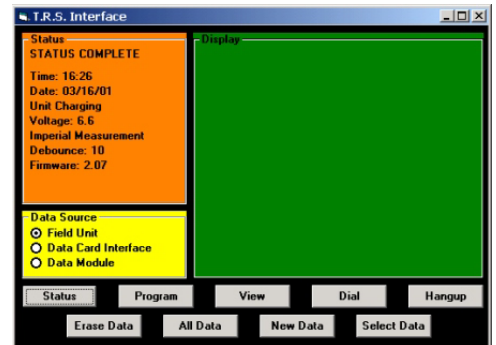 T.R.S. Interface
Status
STATUS COMPLETE
Time: 16:26
Date: 03/16/01
Unit Charging
Voltage: 6.6
Imperial Measurement
Debounce: 10
Firmware: 2.07
Display
Data Source
Field Unit
Data Card Interface
Data Module
Status Program View Dial Hangup
Erase Data All Data New Data Select Data